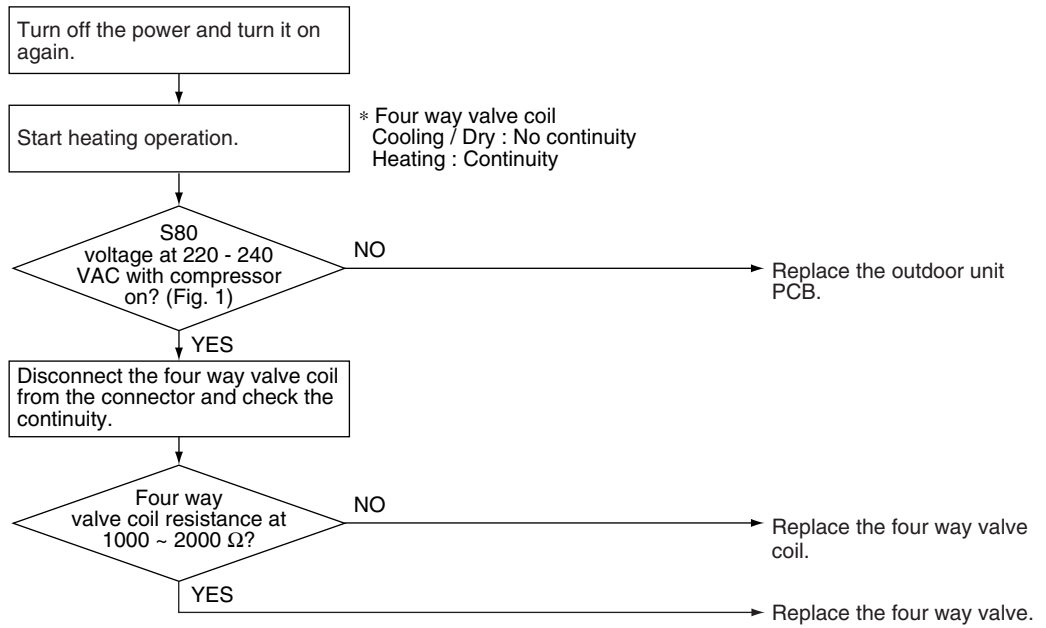 Turn off the power and turn it on
again.
Start heating operation.
* Four way valve coil
Cooling / Dry : No continuity
Heating : Continuity
S80
voltage at 220 - 240
VAC with compressor
on? (Fig. 1)
NO
Replace the outdoor unit
PCB.
YES
Disconnect the four way valve coil
from the connector and check the
continuity.
Four way
valve coil resistance at
1000 ~ 2000 Ω?
NO
Replace the four way valve
coil.
YES
Replace the four way valve.